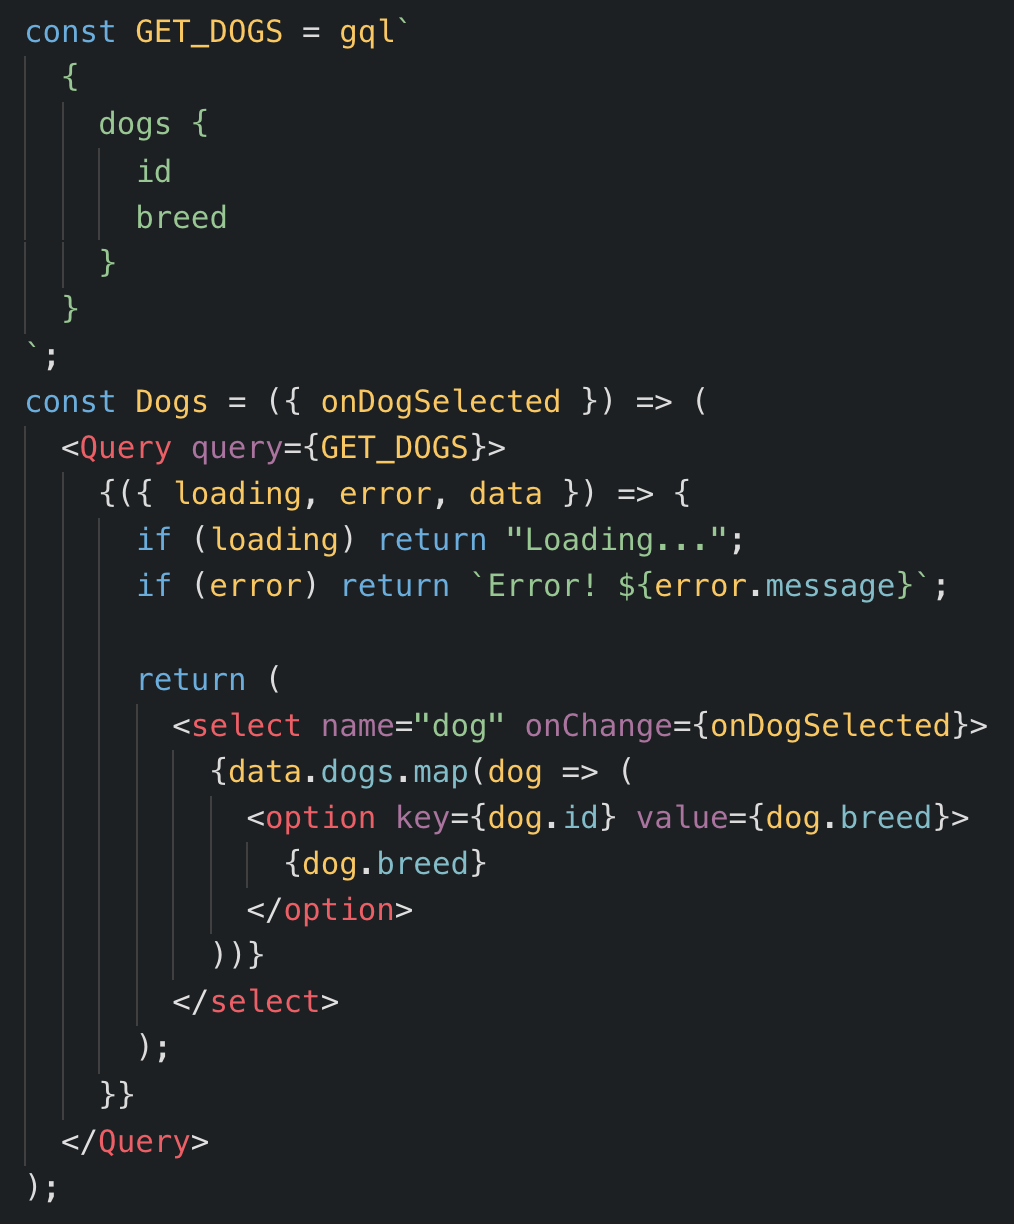 const GET_DOGS = gql`
  {
    dogs {
      id
      breed
    }
  }
`;
const Dogs = ({ onDogSelected }) => (
  <Query query={GET_DOGS}>
    {({ loading, error, data }) => {
      if (loading) return "Loading...";
      if (error) return `Error! ${error.message}`;

      return (
        <select name="dog" onChange={onDogSelected}>
          {data.dogs.map(dog => (
            <option key={dog.id} value={dog.breed}>
              {dog.breed}
            </option>
          ))}
        </select>
      );
    }}
  </Query>
);